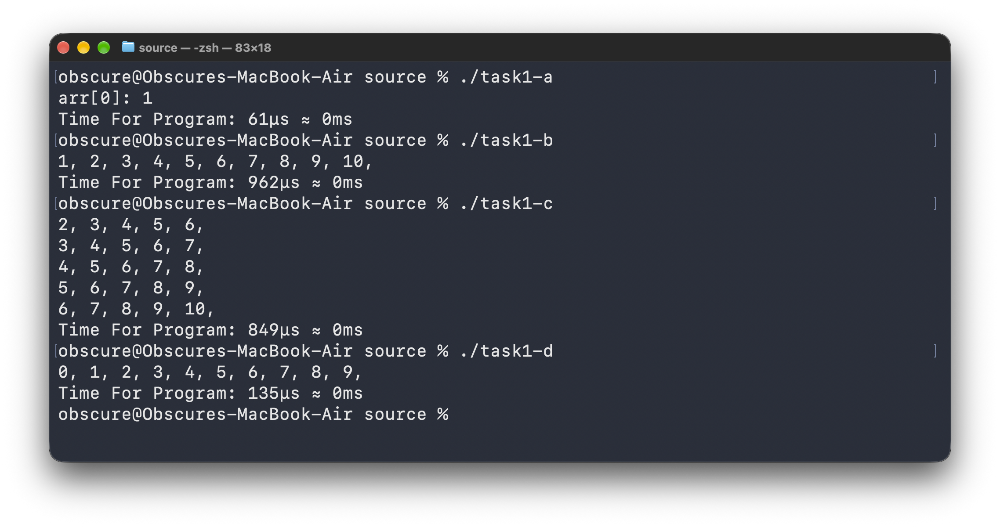 source — -zsh — 83×18
[obscure@Obscures-MacBook-Air source % ./task1-a ]
arr[0]: 1
Time For Program: 61µs ≈ 0ms
[obscure@Obscures-MacBook-Air source % ./task1-b ]
1, 2, 3, 4, 5, 6, 7, 8, 9, 10,
Time For Program: 962µs ≈ 0ms
[obscure@Obscures-MacBook-Air source % ./task1-c ]
2, 3, 4, 5, 6,
3, 4, 5, 6, 7,
4, 5, 6, 7, 8,
5, 6, 7, 8, 9,
6, 7, 8, 9, 10,
Time For Program: 849µs ≈ 0ms
[obscure@Obscures-MacBook-Air source % ./task1-d ]
0, 1, 2, 3, 4, 5, 6, 7, 8, 9,
Time For Program: 135µs ≈ 0ms
obscure@Obscures-MacBook-Air source %